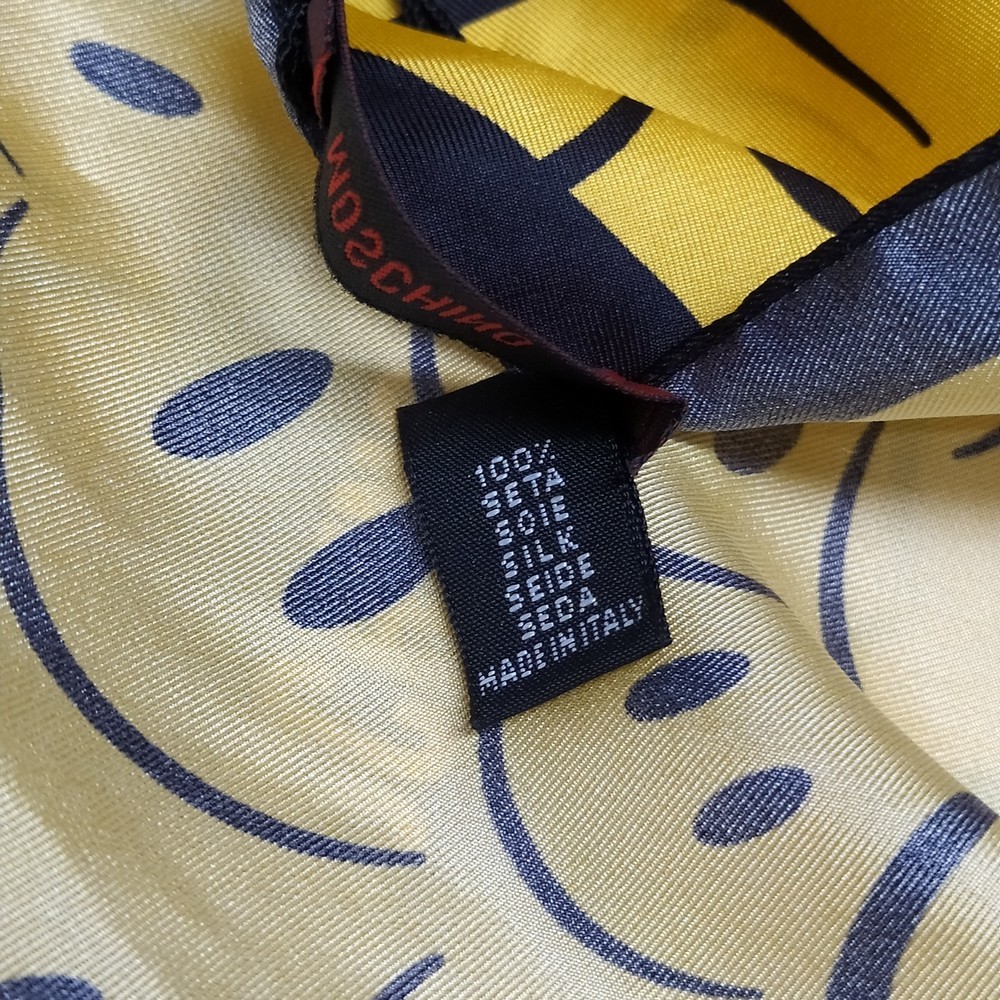 MOSCHINO
100%
SETA
SOIE
SILK
SEIDE
SEDA
MADE IN ITALY